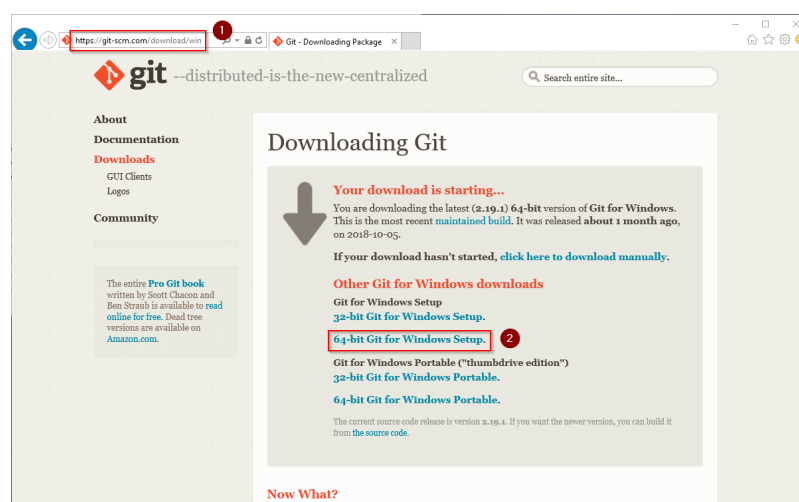 1
https://git-scm.com/download/win
Git - Downloading Package
git --distributed-is-the-new-centralized
Search entire site...
About
Documentation
Downloads
GUI Clients
Logos
Community
The entire Pro Git book
written by Scott Chacon and
Ben Straub is available to read
online for free. Dead tree
versions are available on
Amazon.com.
Downloading Git
Your download is starting...
You are downloading the latest (2.19.1) 64-bit version of Git for Windows.
This is the most recent maintained build. It was released about 1 month ago,
on 2018-10-05.
If your download hasn't started, click here to download manually.
Other Git for Windows downloads
Git for Windows Setup
32-bit Git for Windows Setup.
64-bit Git for Windows Setup.
2
Git for Windows Portable ("thumbdrive edition")
32-bit Git for Windows Portable.
64-bit Git for Windows Portable.
The current source code release is version 2.19.1. If you want the newer version, you can build it
from the source code.
Now What?